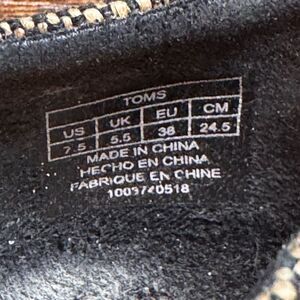 TOMS
US UK EU CM
7.5 5.5 38 24.5
MADE IN CHINA
HECHO EN CHINA
FABRIQUE EN CHINE